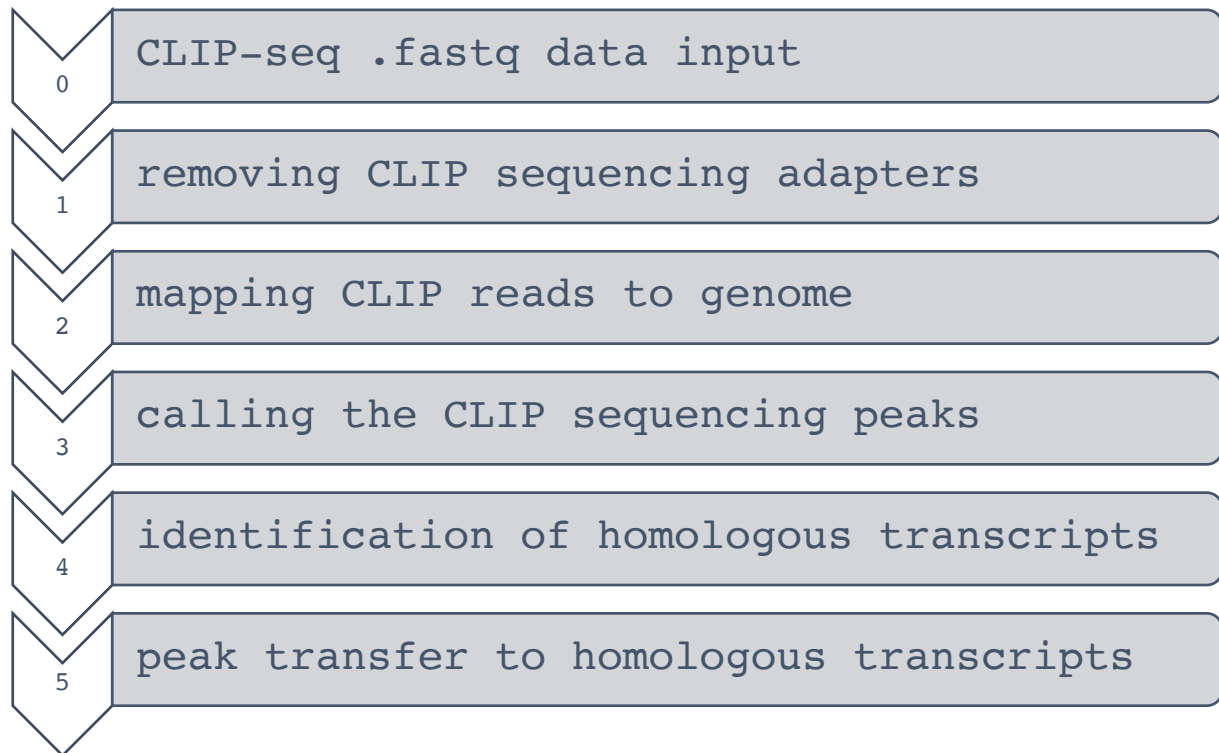 0
CLIP-seq .fastq data input
1
removing CLIP sequencing adapters
2
mapping CLIP reads to genome
3
calling the CLIP sequencing peaks
4
identification of homologous transcripts
5
peak transfer to homologous transcripts